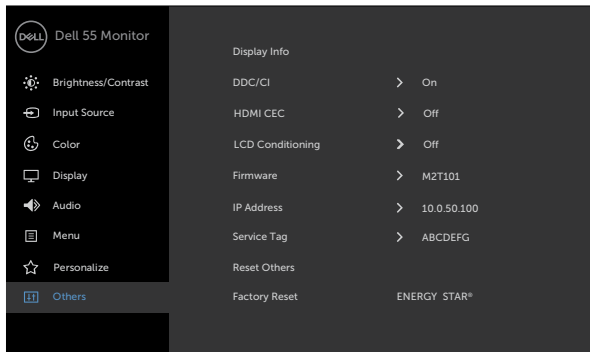 DELL Dell 55 Monitor
Brightness/Contrast
Input Source
Color
Display
Audio
Menu
Personalize
Others
Display Info
DDC/CI > On
HDMI CEC > Off
LCD Conditioning > Off
Firmware > M2T101
IP Address > 10.0.50.100
Service Tag > ABCDEFG
Reset Others
Factory Reset ENERGY STAR®